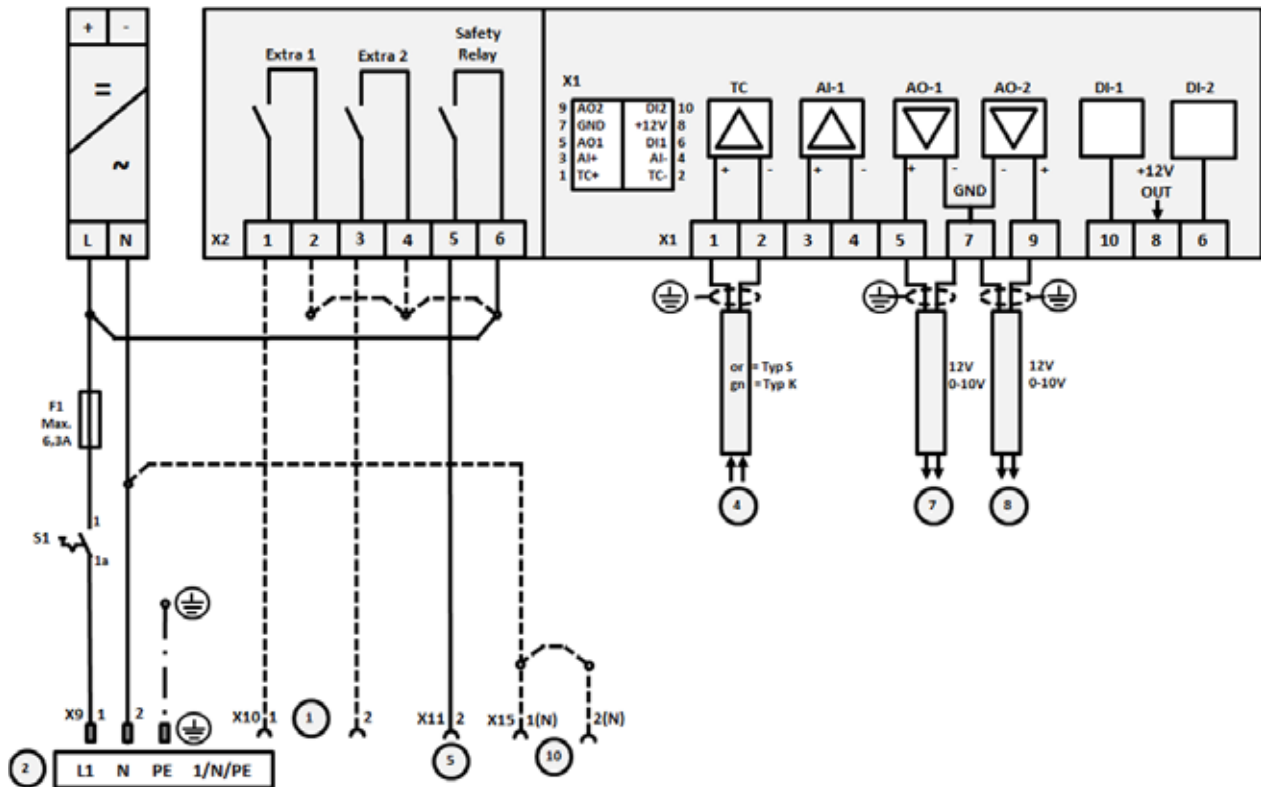 + -
=
~
L N
Extra 1 Extra 2
Safety
Relay
X2 1 2 3 4 5 6
X1
9 AO2 DI2 10
7 GND +12V 8
5 AO1 DI1 6
3 AI+ AI- 4
1 TC+ TC- 2
TC AI-1 AO-1 AO-2 DI-1 DI-2
+ - + - + - - +
GND
+12V
OUT
X1 1 2 3 4 5 7 9 10 8 6
or = Typ S
gn = Typ K
12V
0-10V
12V
0-10V
4 7 8
F1
Max.
6,3A
S1
1
1a
X9 1 2
X10 1 1 2
X11 2
5
X15 1(N) 2(N)
10
2 L1 N PE 1/N/PE